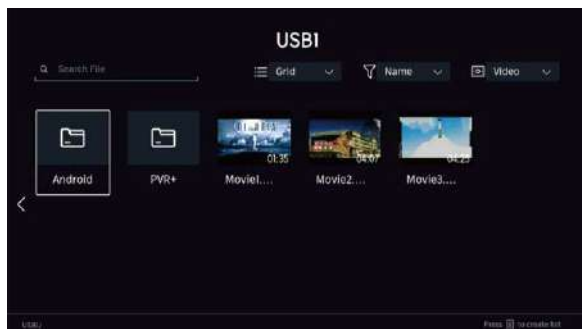 USB1
Search File
Grid
Name
Video
01:35
04:07
04:25
Android
PVR+
Movie1....
Movie2....
Movie3....
USB1
Press to create list